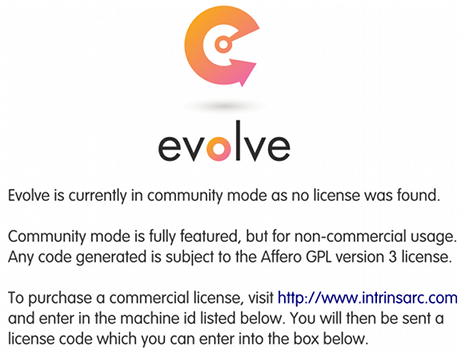 evolve
Evolve is currently in community mode as no license was found.
Community mode is fully featured, but for non-commercial usage.
Any code generated is subject to the Affero GPL version 3 license.
To purchase a commercial license, visit http://www.intrinsarc.com
and enter in the machine id listed below. You will then be sent a
license code which you can enter into the box below.